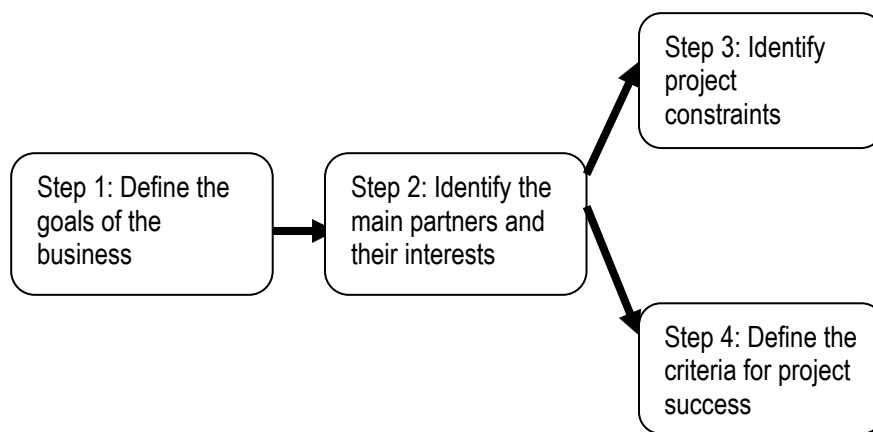 Step 1: Define the
goals of the
business
Step 2: Identify the
main partners and
their interests
Step 3: Identify
project
constraints
Step 4: Define the
criteria for project
success